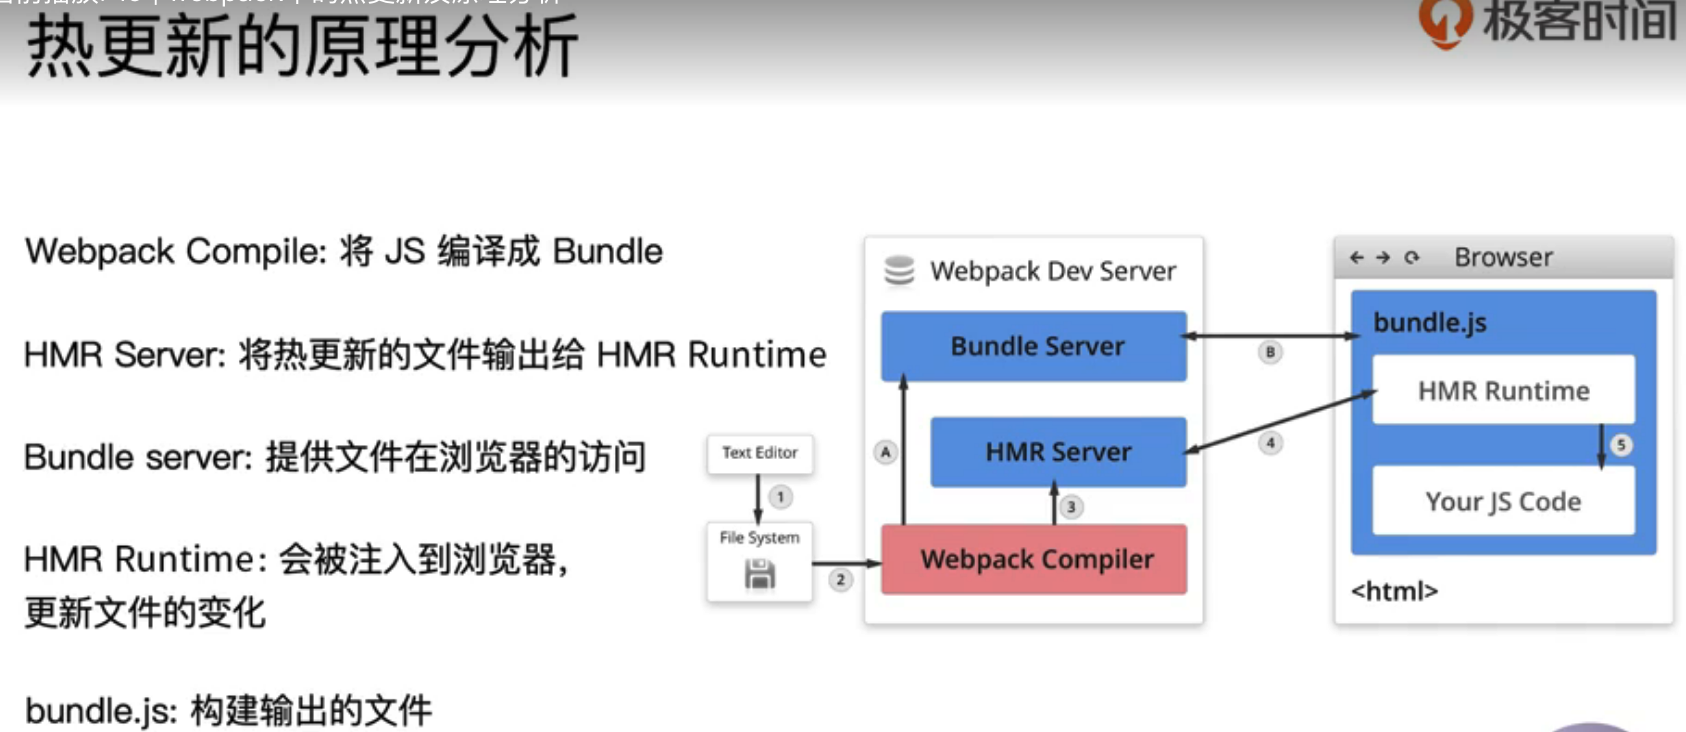 热更新的原理分析
极客时间
Webpack Compile: 将 JS 编译成 Bundle
HMR Server: 将热更新的文件输出给 HMR Runtime
Bundle server: 提供文件在浏览器的访问
HMR Runtime: 会被注入到浏览器,
更新文件的变化
bundle.js: 构建输出的文件
Text Editor
1
File System
2
Webpack Dev Server
Bundle Server
A
HMR Server
3
Webpack Compiler
B
4
Browser
bundle.js
HMR Runtime
5
Your JS Code
<html>